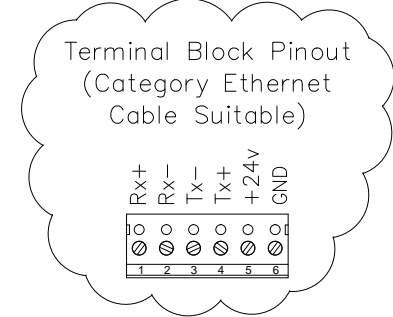 Terminal Block Pinout
(Category Ethernet
Cable Suitable)
Rx+ Rx- Tx- Tx+ +24v GND
1 2 3 4 5 6